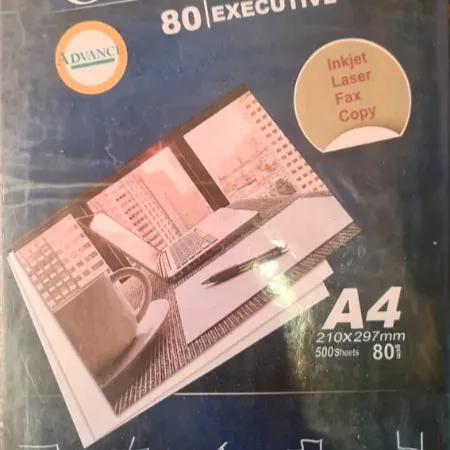 80 EXECUTIVE
ADVANCE
Inkjet
Laser
Fax
Copy
A4
210X297mm
500Sheets 80